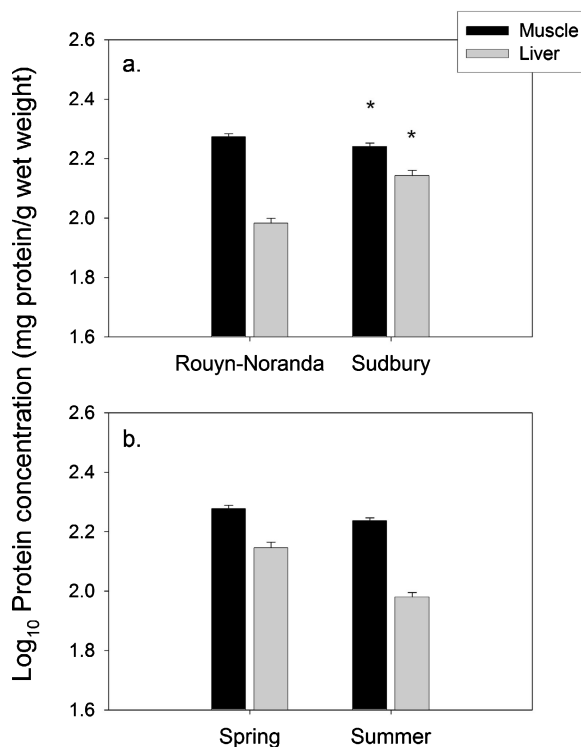 Muscle
Liver
Log₁₀ Protein concentration (mg protein/g wet weight)
a.
2.6
2.4
2.2
2.0
1.8
1.6
*
*
Rouyn-Noranda
Sudbury
b.
2.6
2.4
2.2
2.0
1.8
1.6
Spring
Summer